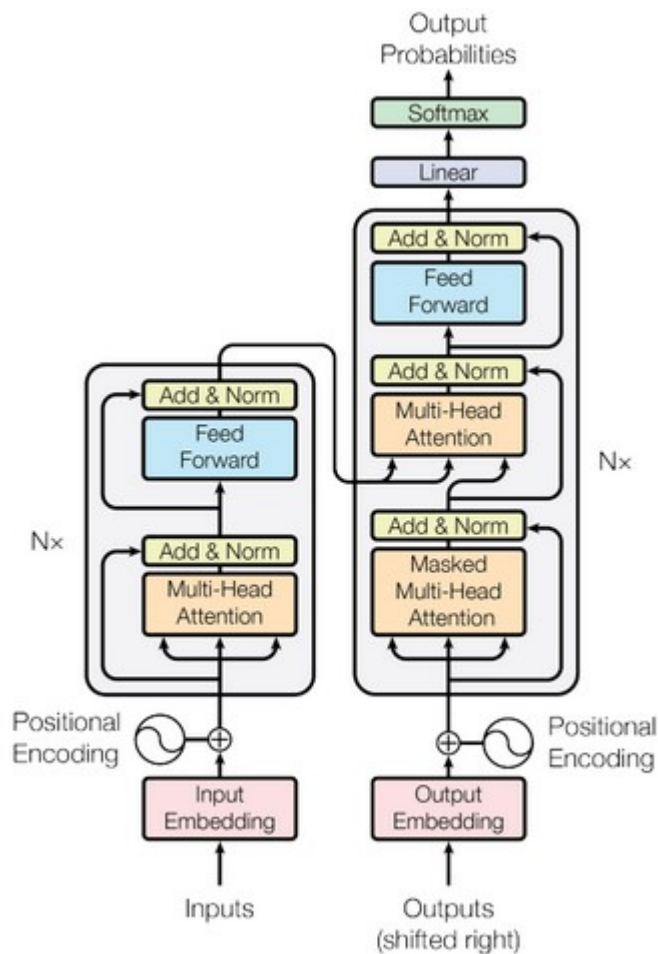 Output
Probabilities
Softmax
Linear
Add & Norm
Feed
Forward
Add & Norm
Multi-Head
Attention
Add & Norm
Masked
Multi-Head
Attention
Nx
Add & Norm
Feed
Forward
Add & Norm
Multi-Head
Attention
Nx
Positional
Encoding
Input
Embedding
Inputs
Positional
Encoding
Output
Embedding
Outputs
(shifted right)